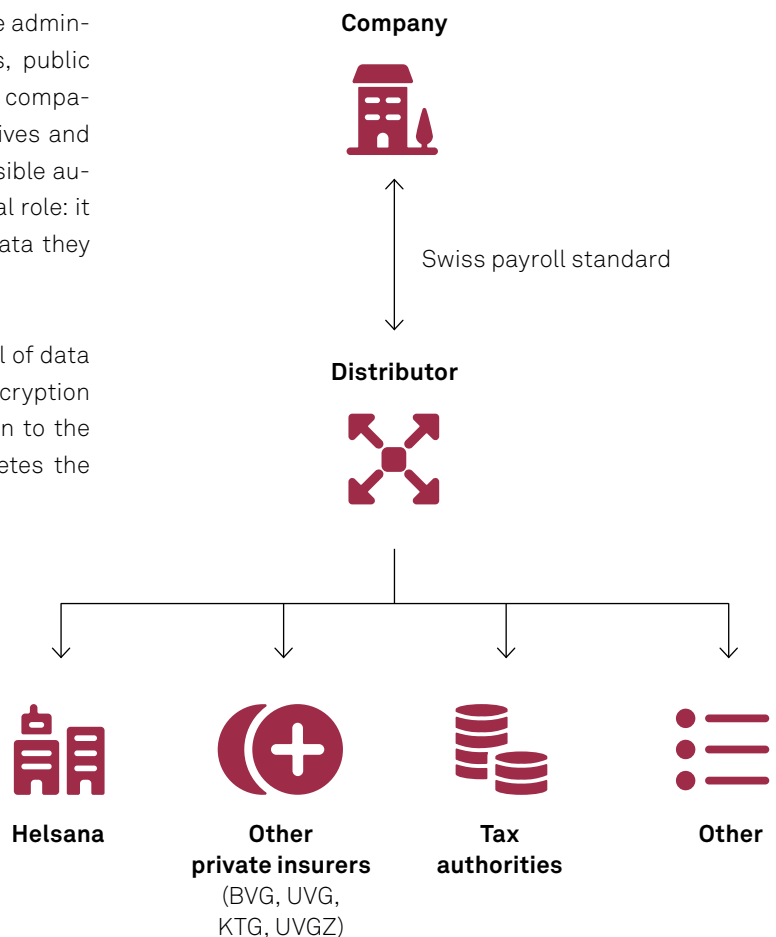 e admin-
s, public
compa-
ives and
sible au-
al role: it
ata they
l of data
cryption
n to the
etes the
Company
Swiss payroll standard
Distributor
Helsana
Other
private insurers
(BVG, UVG,
KTG, UVGZ)
Tax
authorities
Other